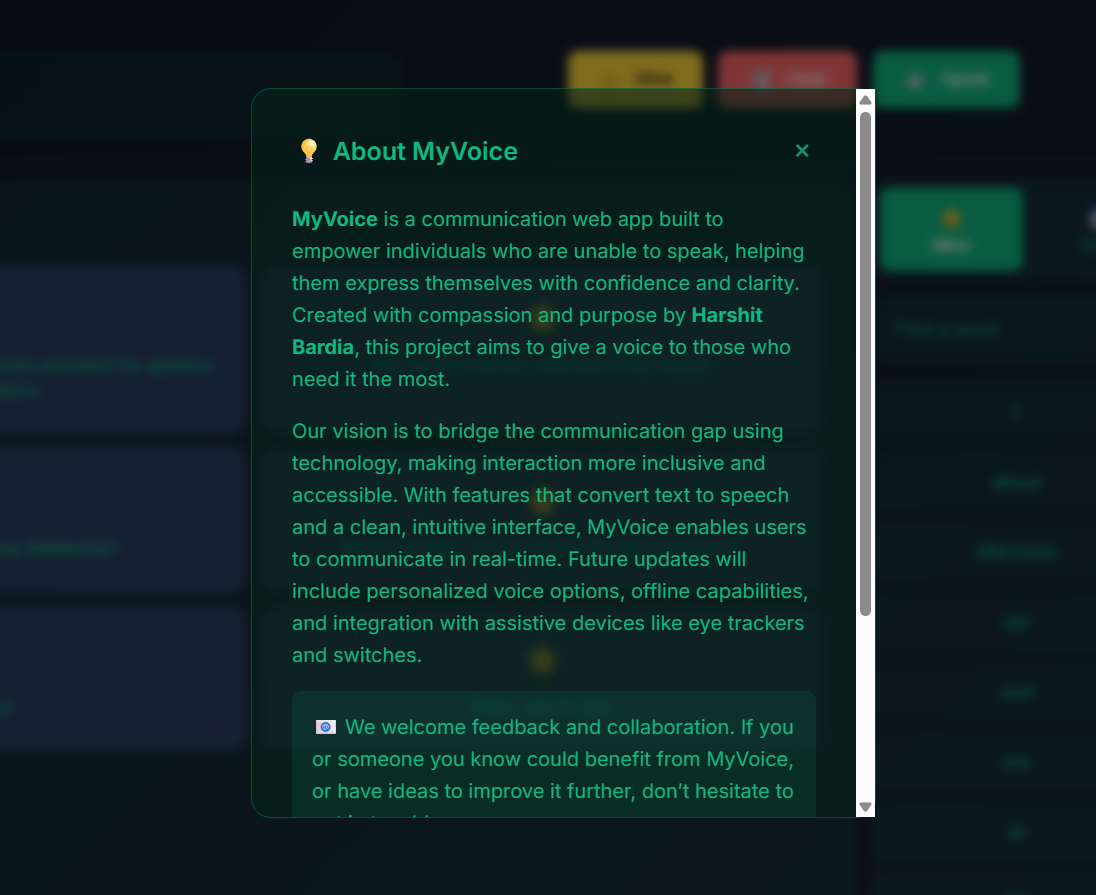 About MyVoice
×
MyVoice is a communication web app built to
empower individuals who are unable to speak, helping
them express themselves with confidence and clarity.
Created with compassion and purpose by Harshit
Bardia, this project aims to give a voice to those who
need it the most.
Our vision is to bridge the communication gap using
technology, making interaction more inclusive and
accessible. With features that convert text to speech
and a clean, intuitive interface, MyVoice enables users
to communicate in real-time. Future updates will
include personalized voice options, offline capabilities,
and integration with assistive devices like eye trackers
and switches.
We welcome feedback and collaboration. If you
or someone you know could benefit from MyVoice,
or have ideas to improve it further, don’t hesitate to
Speak
Find a word
about
afternoon